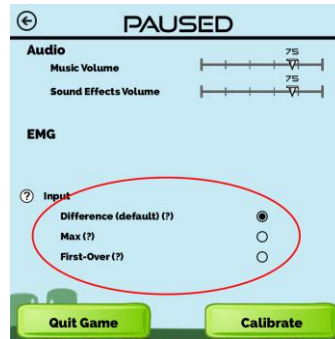 PAUSED
Audio
75
Music Volume
75
Sound Effects Volume
EMG
? Input
Difference (default) (?)
Max (?)
First-Over (?)
Quit Game
Calibrate